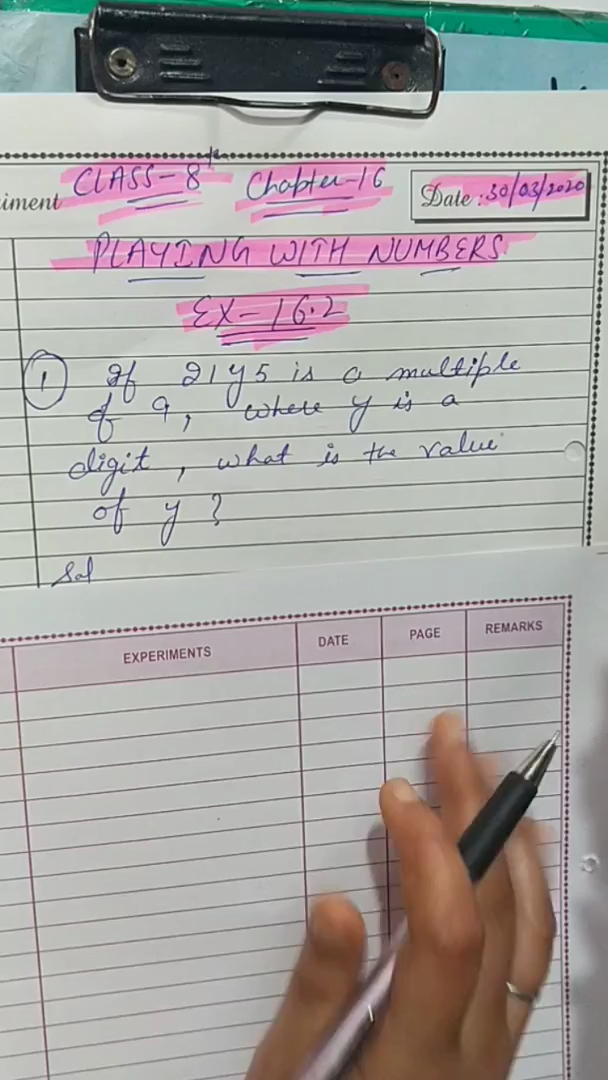 CLASS-8th Chapter-16
iment
Date : 30/03/2020
PLAYING WITH NUMBERS
EX-16.2
1 If 21y5 is a multiple
of 9, where y is a
digit, what is the value
of y ?
Sol
EXPERIMENTS DATE PAGE REMARKS